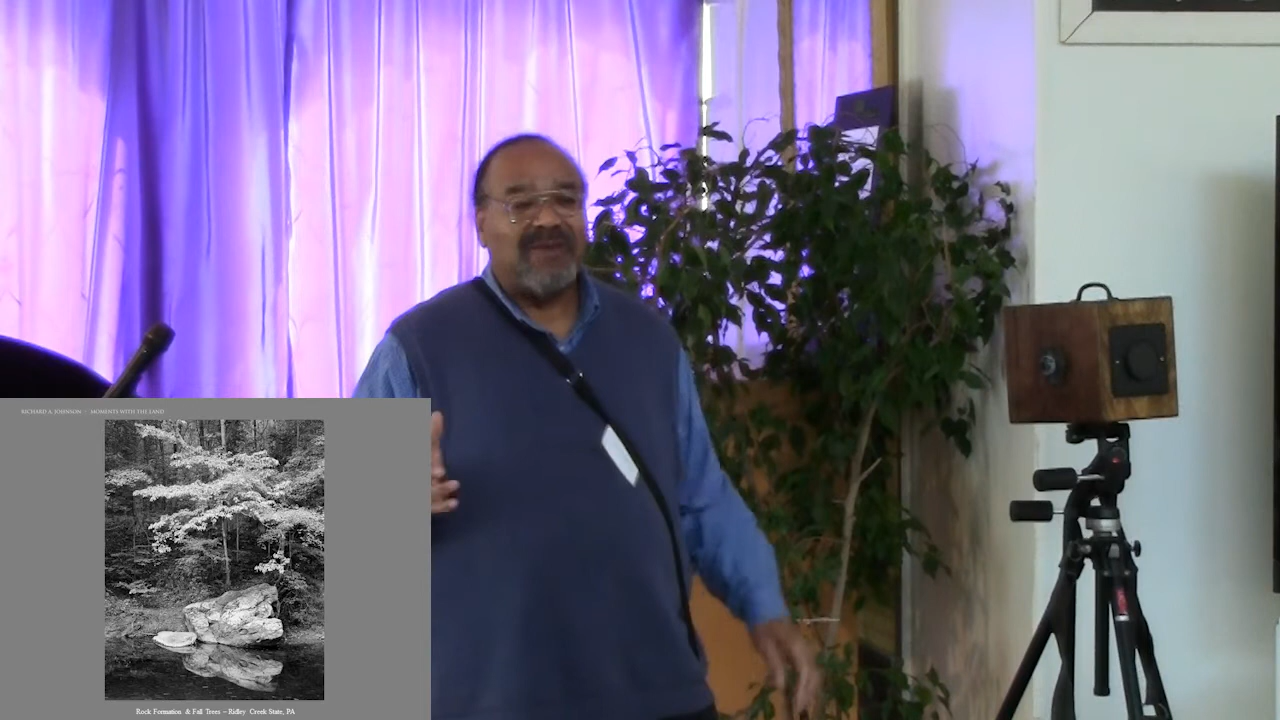 RICHARD A. JOHNSON - MOMENTS WITH THE LAND
Rock Formation & Fall Trees – Ridley Creek State, PA